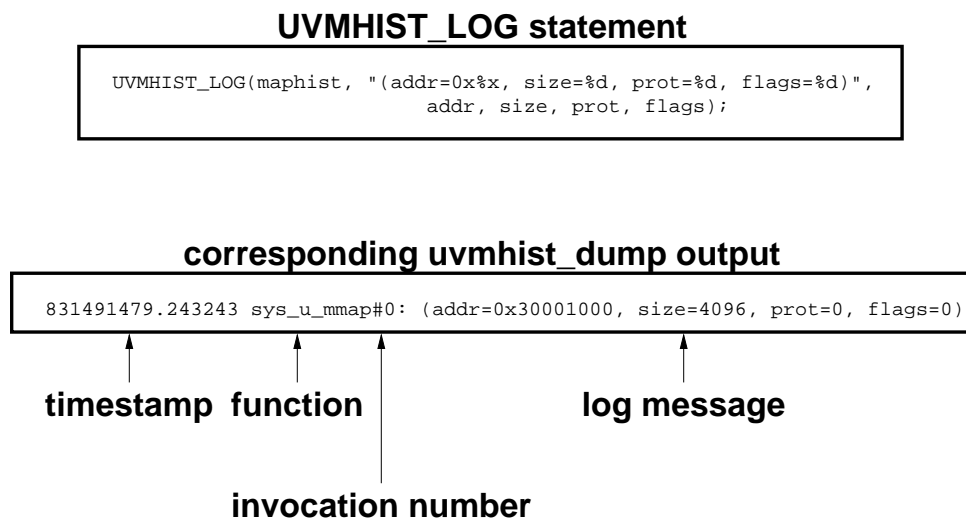 UVMHIST_LOG statement
UVMHIST_LOG(maphist, "(addr=0x%x, size=%d, prot=%d, flags=%d)",
addr, size, prot, flags);
corresponding uvmhist_dump output
831491479.243243 sys_u_mmap#0: (addr=0x30001000, size=4096, prot=0, flags=0)
timestamp function log message
invocation number